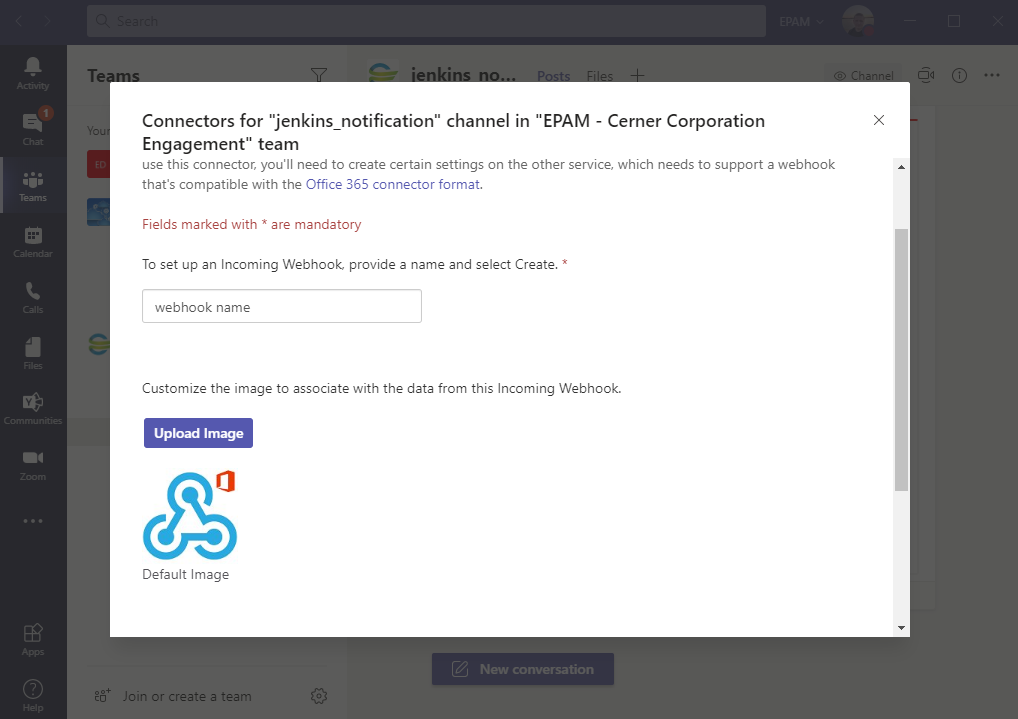 Search
EPAM
Activity
Teams
jenkins_no...
Posts
Files
Channel
1
Chat
Your
ED
Teams
Calendar
Calls
Files
Communities
Zoom
Connectors for "jenkins_notification" channel in "EPAM - Cerner Corporation
Engagement" team
use this connector, you'll need to create certain settings on the other service, which needs to support a webhook
that's compatible with the Office 365 connector format.
Fields marked with * are mandatory
To set up an Incoming Webhook, provide a name and select Create. *
webhook name
Customize the image to associate with the data from this Incoming Webhook.
Upload Image
Default Image
Apps
Help
New conversation
Join or create a team